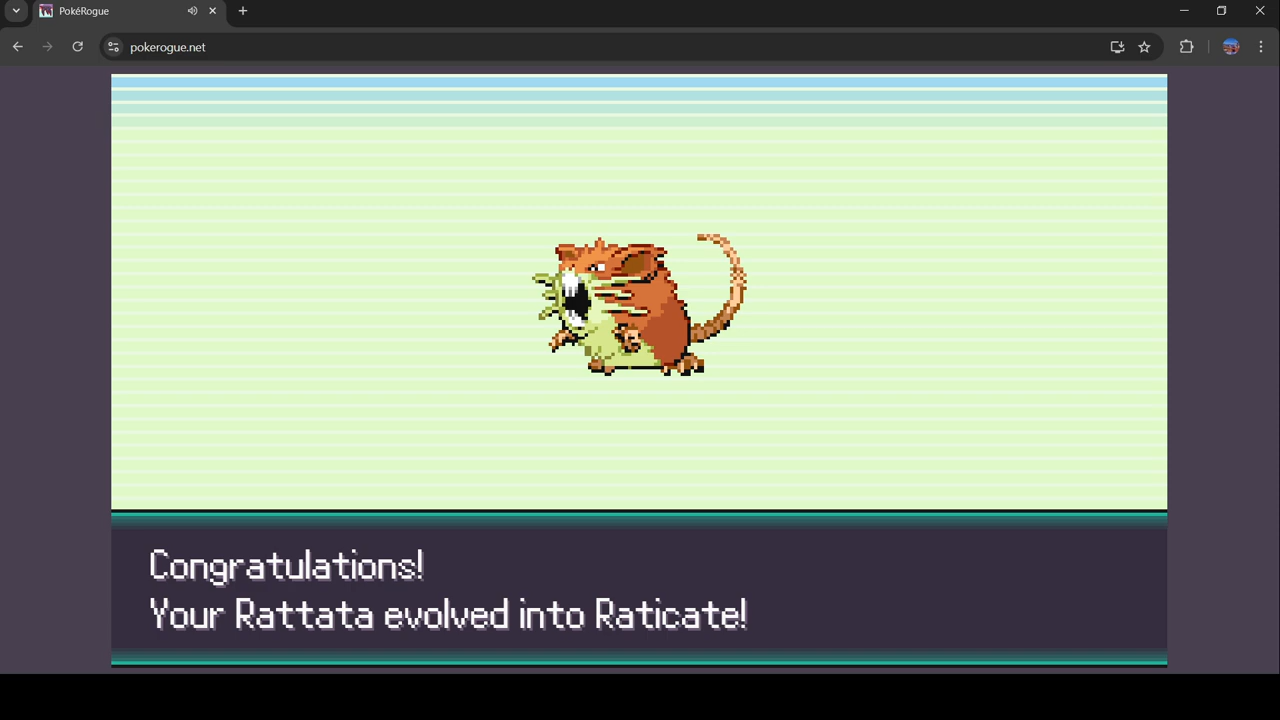 PokéRogue
pokerogue.net
Congratulations!
Your Rattata evolved into Raticate!